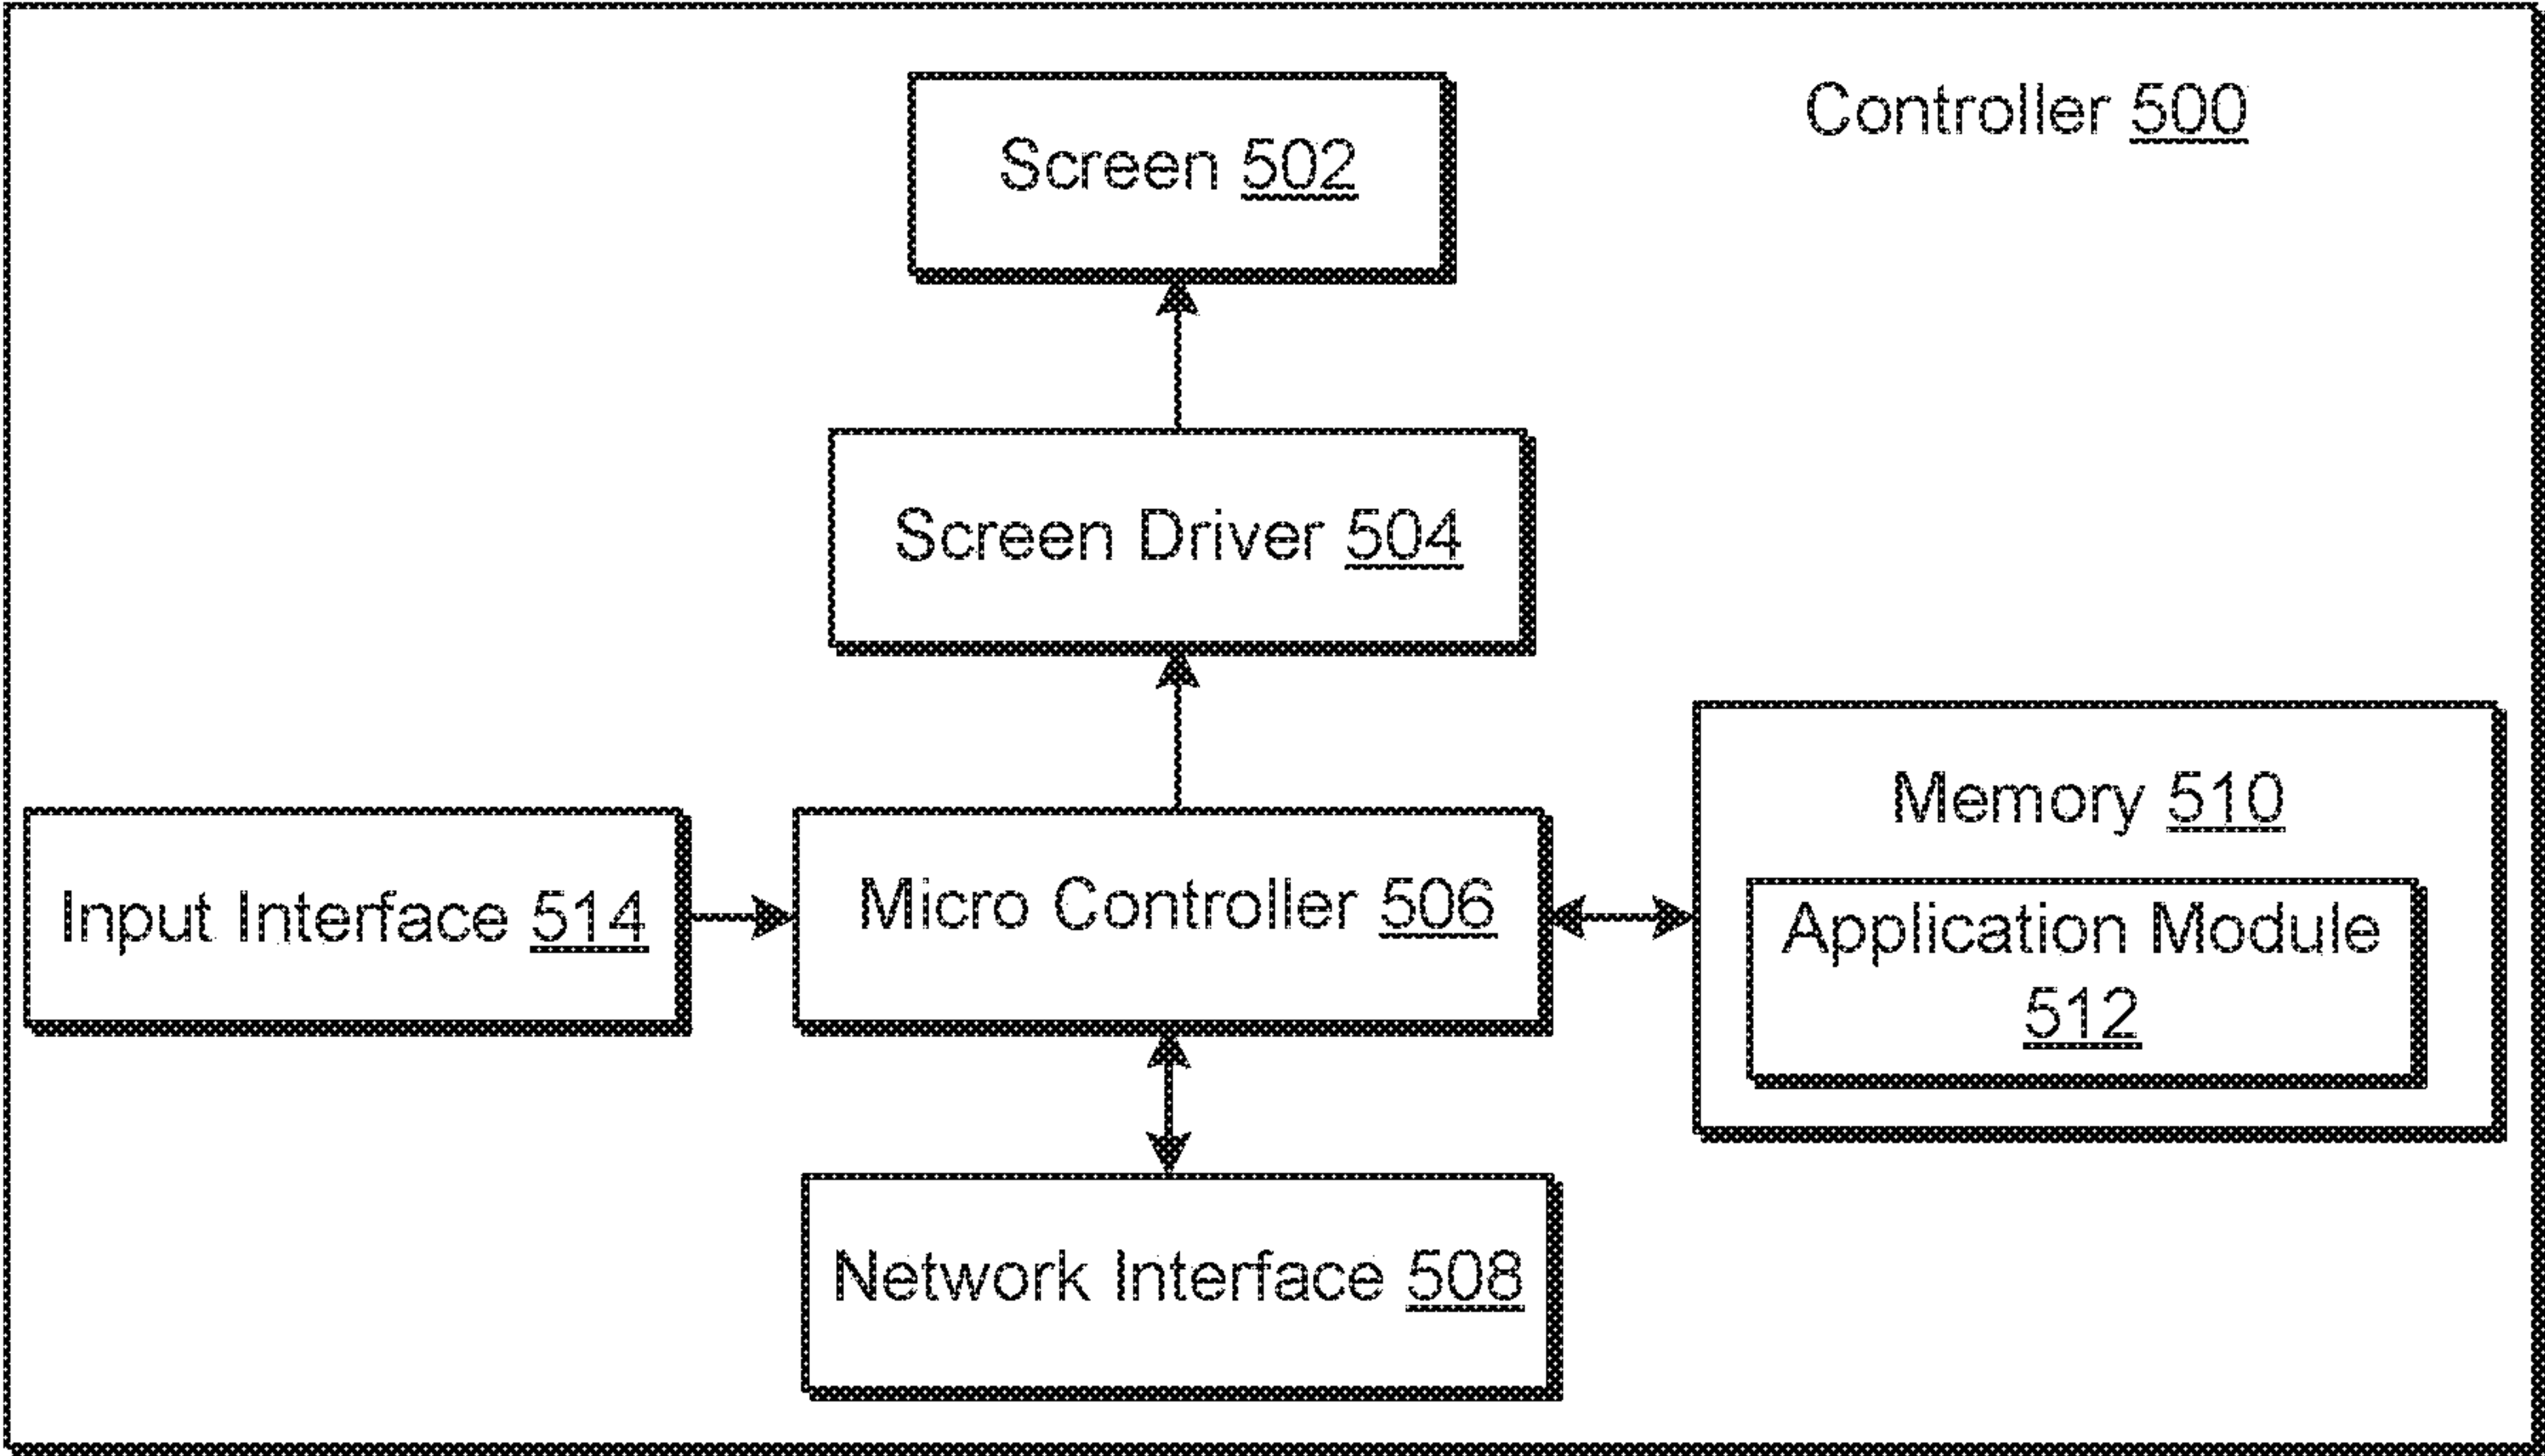 Controller 500
Screen 502
Screen Driver 504
Memory 510
Input Interface 514
Micro Controller 506
Application Module
512
Network Interface 508